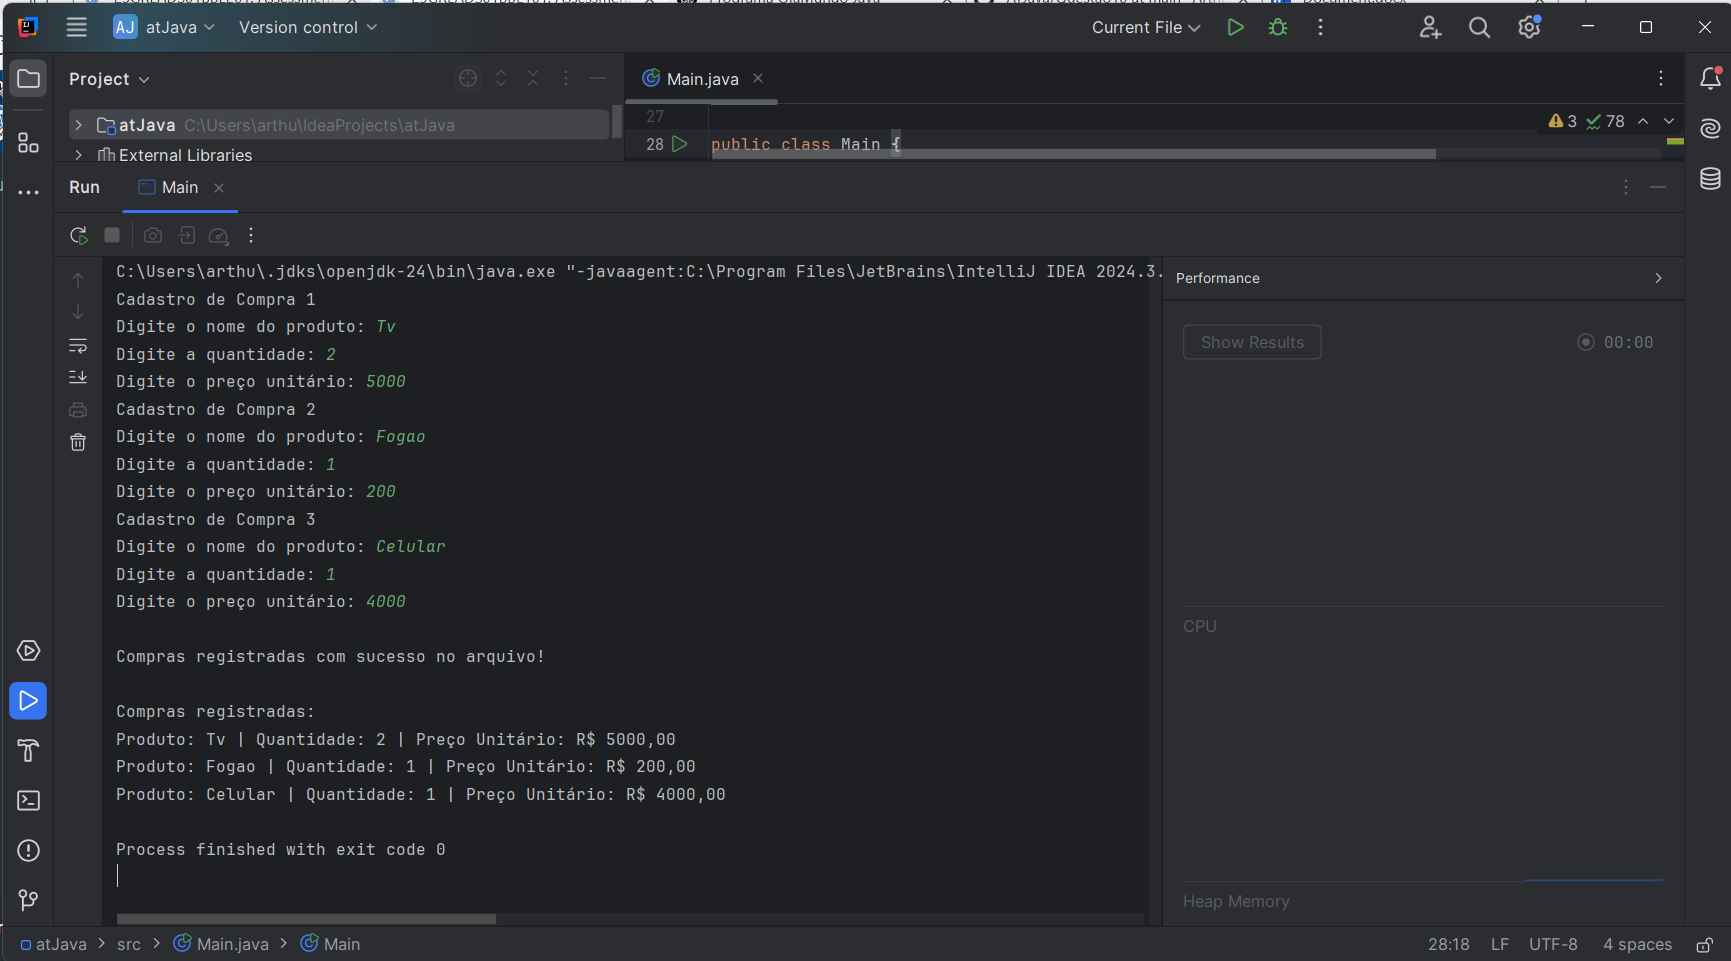 AJ atJava Version control Current File
Project
Main.java
atJava C:\Users\arthu\IdeaProjects\atJava
27
3 78
28 public class Main {
External Libraries
Run Main
C:\Users\arthu\.jdks\openjdk-24\bin\java.exe "-javaagent:C:\Program Files\JetBrains\IntelliJ IDEA 2024.3.
Performance
Cadastro de Compra 1
Digite o nome do produto: Tv
Show Results 00:00
Digite a quantidade: 2
Digite o preço unitário: 5000
Cadastro de Compra 2
Digite o nome do produto: Fogao
Digite a quantidade: 1
Digite o preço unitário: 200
Cadastro de Compra 3
Digite o nome do produto: Celular
Digite a quantidade: 1
Digite o preço unitário: 4000
CPU
Compras registradas com sucesso no arquivo!
Compras registradas:
Produto: Tv | Quantidade: 2 | Preço Unitário: R$ 5000,00
Produto: Fogao | Quantidade: 1 | Preço Unitário: R$ 200,00
Produto: Celular | Quantidade: 1 | Preço Unitário: R$ 4000,00
Process finished with exit code 0
Heap Memory
atJava > src > Main.java > Main 28:18 LF UTF-8 4 spaces